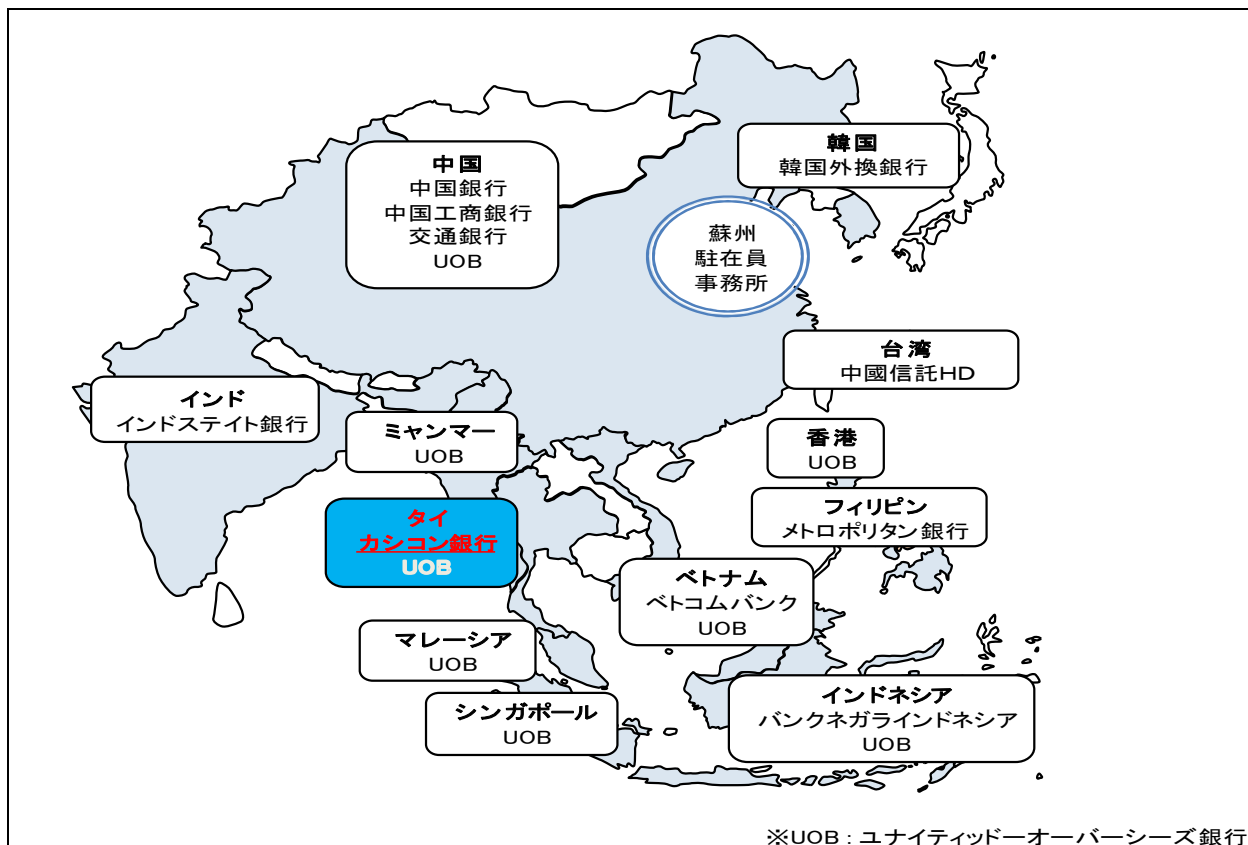 韓国
韓国外換銀行
中国
中国銀行
中国工商銀行
交通銀行
UOB
蘇州
駐在員
事務所
台湾
中國信託HD
インド
インドステイト銀行
ミャンマー
UOB
香港
UOB
フィリピン
メトロポリタン銀行
タイ
カシコン銀行
UOB
ベトナム
ベトコムバンク
UOB
マレーシア
UOB
シンガポール
UOB
インドネシア
バンクネガラインドネシア
UOB
※UOB：ユナイティッドーオーバーシーズ銀行